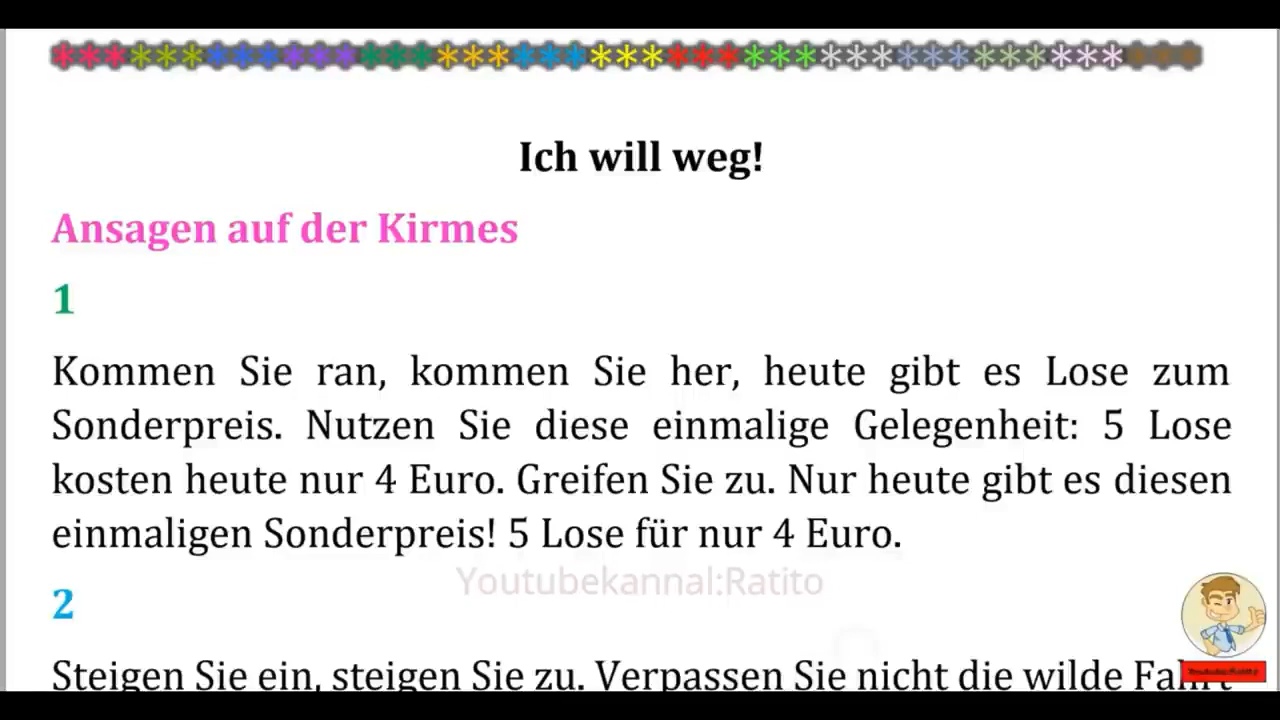 Ich will weg!
Ansagen auf der Kirmes
1
Kommen Sie ran, kommen Sie her, heute gibt es Lose zum
Sonderpreis. Nutzen Sie diese einmalige Gelegenheit: 5 Lose
kosten heute nur 4 Euro. Greifen Sie zu. Nur heute gibt es diesen
einmaligen Sonderpreis! 5 Lose für nur 4 Euro.
Youtubekannal:Ratito
2
Steigen Sie ein, steigen Sie zu. Verpassen Sie nicht die wilde Fahrt